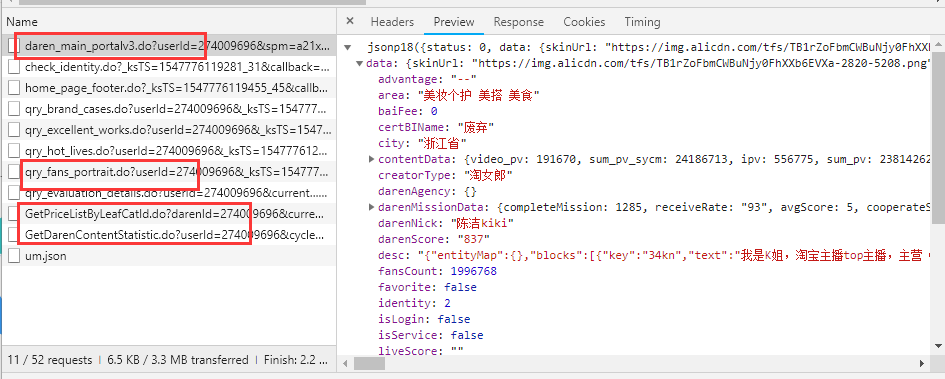 Name
daren_main_portalv3.do?userId=274009696&spm=a21x...
check_identity.do?_ksTS=1547776119281_31&callback=...
home_page_footer.do?_ksTS=1547776119455_45&callb...
qry_brand_cases.do?userId=274009696&_ksTS=154777...
qry_excellent_works.do?userId=274009696&_ksTS=1547...
qry_hot_lives.do?userId=274009696&_ksTS=154777612...
qry_fans_portrait.do?userId=274009696&_ksTS=154777...
qry_evaluation_details.do?userId=274009696&current...
GetPriceListByLeafCatId.do?darenId=274009696&curre...
GetDarenContentStatistic.do?userId=274009696&cycle...
um.json
11 / 52 requests | 6.5 KB / 3.3 MB transferred | Finish: 2.2 ...
× Headers Preview Response Cookies Timing
jsonp18({status: 0, data: {skinUrl: "https://img.alicdn.com/tfs/TB1rZoFbmCWBuNjy0FhXX
data: {skinUrl: "https://img.alicdn.com/tfs/TB1rZoFbmCWBuNjy0FhXXb6EVXa-2820-5208.png"
advantage: "--"
area: "美妆个护 美搭 美食"
baiFee: 0
certBIName: "废弃"
city: "浙江省"
contentData: {video_pv: 191670, sum_pv_sycm: 24186713, ipv: 556775, sum_pv: 23814262
creatorType: "淘女郎"
darenAgency: {}
darenMissionData: {completeMission: 1285, receiveRate: "93", avgScore: 5, cooperateS
darenNick: "陈洁kiki"
darenScore: "837"
desc: "{"entityMap":{},"blocks":[{"key":"34kn","text":"我是K姐，淘宝主播top主播，主营
fansCount: 1996768
favorite: false
identity: 2
isLogin: false
isService: false
liveScore: ""